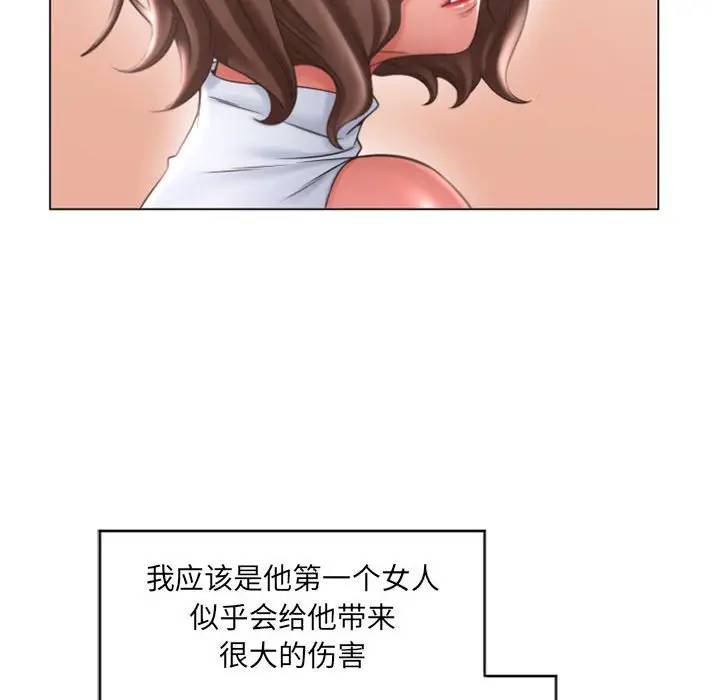 我应该是他第一个女人
似乎会给他带来
很大的伤害